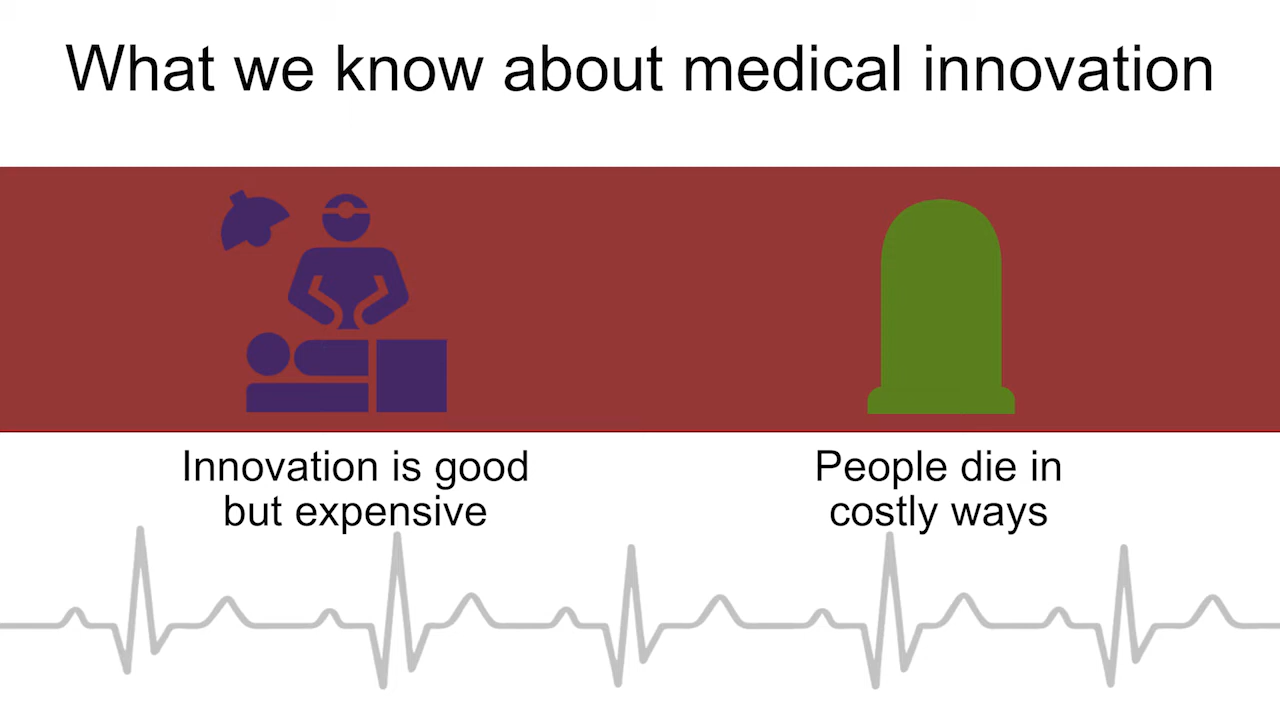 What we know about medical innovation
Innovation is good
but expensive
People die in
costly ways